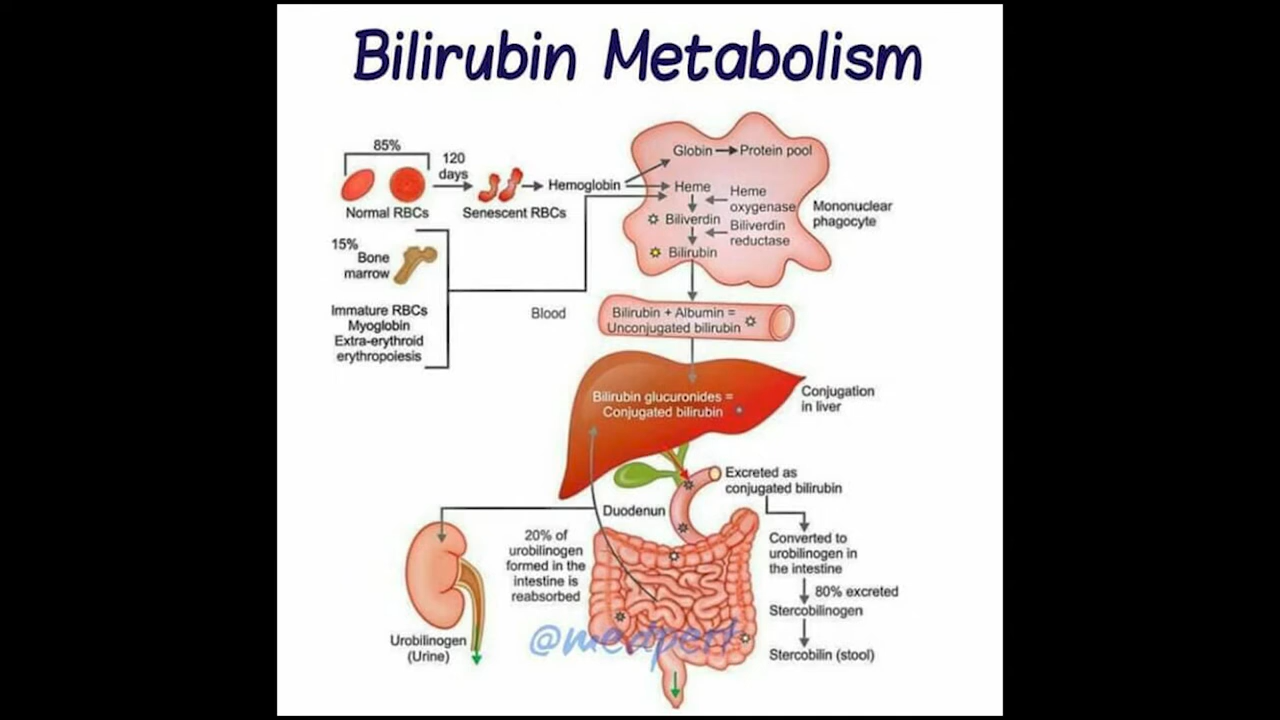 Bilirubin Metabolism
85%
120
days
Normal RBCs
Senescent RBCs
Hemoglobin
Globin
Protein pool
Heme
Heme
oxygenase
Biliverdin
Biliverdin
reductase
Bilirubin
Mononuclear
phagocyte
15%
Bone
marrow
Immature RBCs
Myoglobin
Extra-erythroid
erythropoiesis
Blood
Bilirubin + Albumin =
Unconjugated bilirubin
Bilirubin glucuronides =
Conjugated bilirubin
Conjugation
in liver
Excreted as
conjugated bilirubin
Duodenun
20% of
urobilinogen
formed in the
intestine is
reabsorbed
Converted to
urobilinogen in
the intestine
80% excreted
Stercobilinogen
Stercobilin (stool)
Urobilinogen
(Urine)